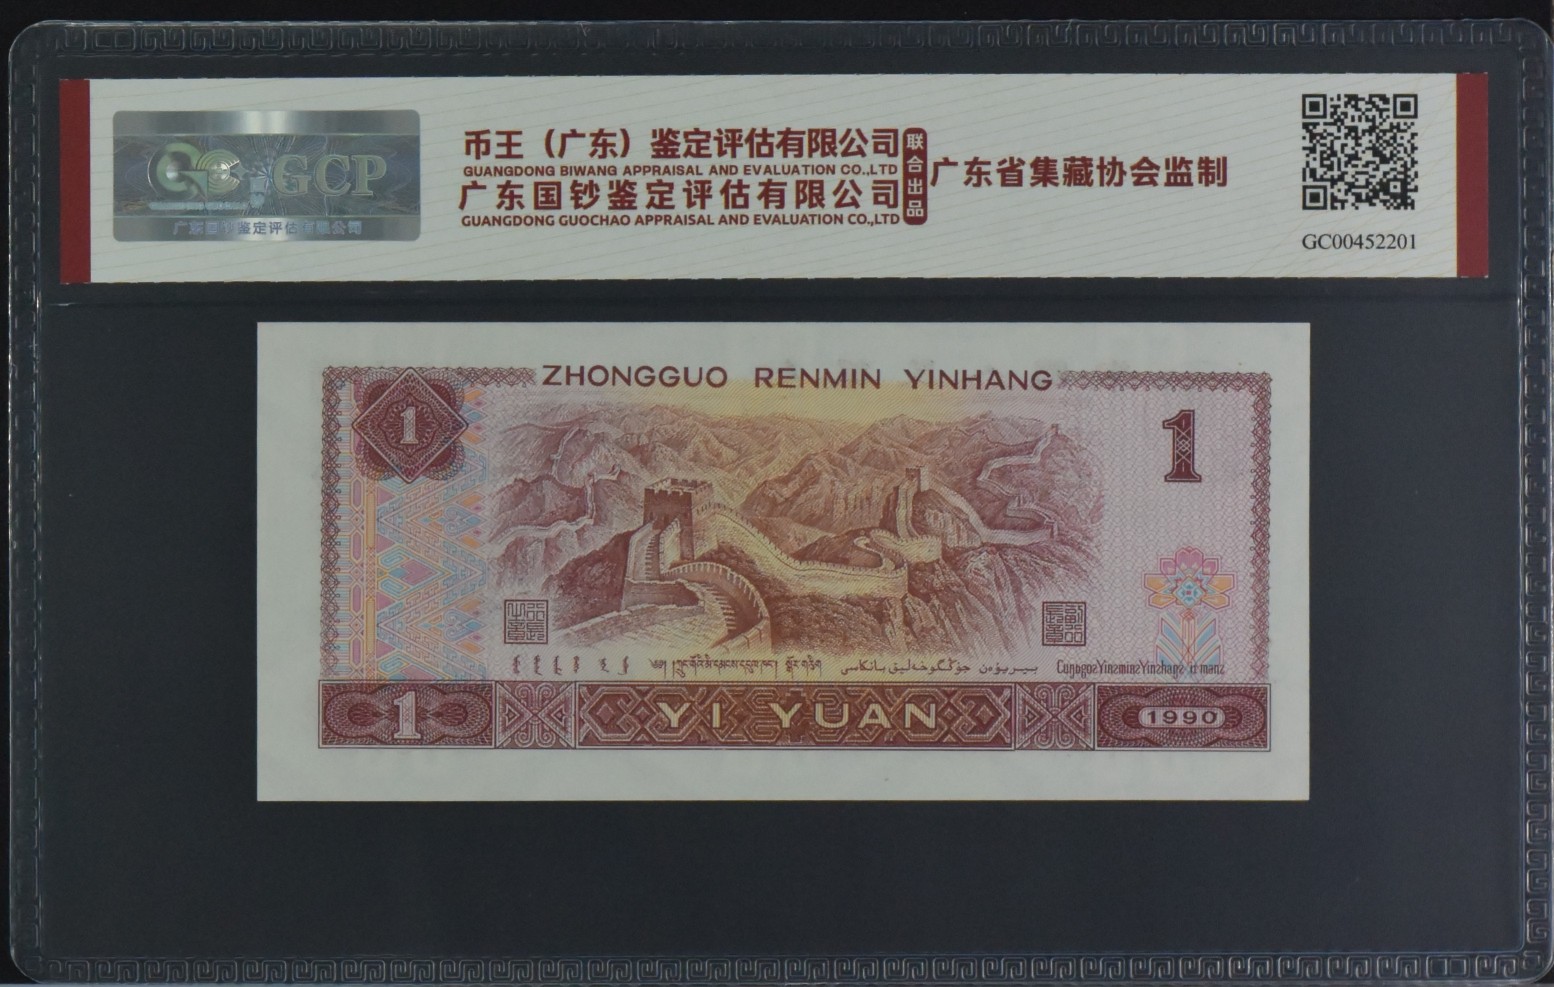 币王（广东）鉴定评估有限公司
GUANGDONG BIWANG APPRAISAL AND EVALUATION CO.,LTD
广东国钞鉴定评估有限公司
GUANGDONG GUOCHAO APPRAISAL AND EVALUATION CO.,LTD
联合出品
广东省集藏协会监制
GCP
广东国钞鉴定评估有限公司
GC00452201
ZHONGGUO RENMIN YINHANG
1
1
1
YI YUAN
1990